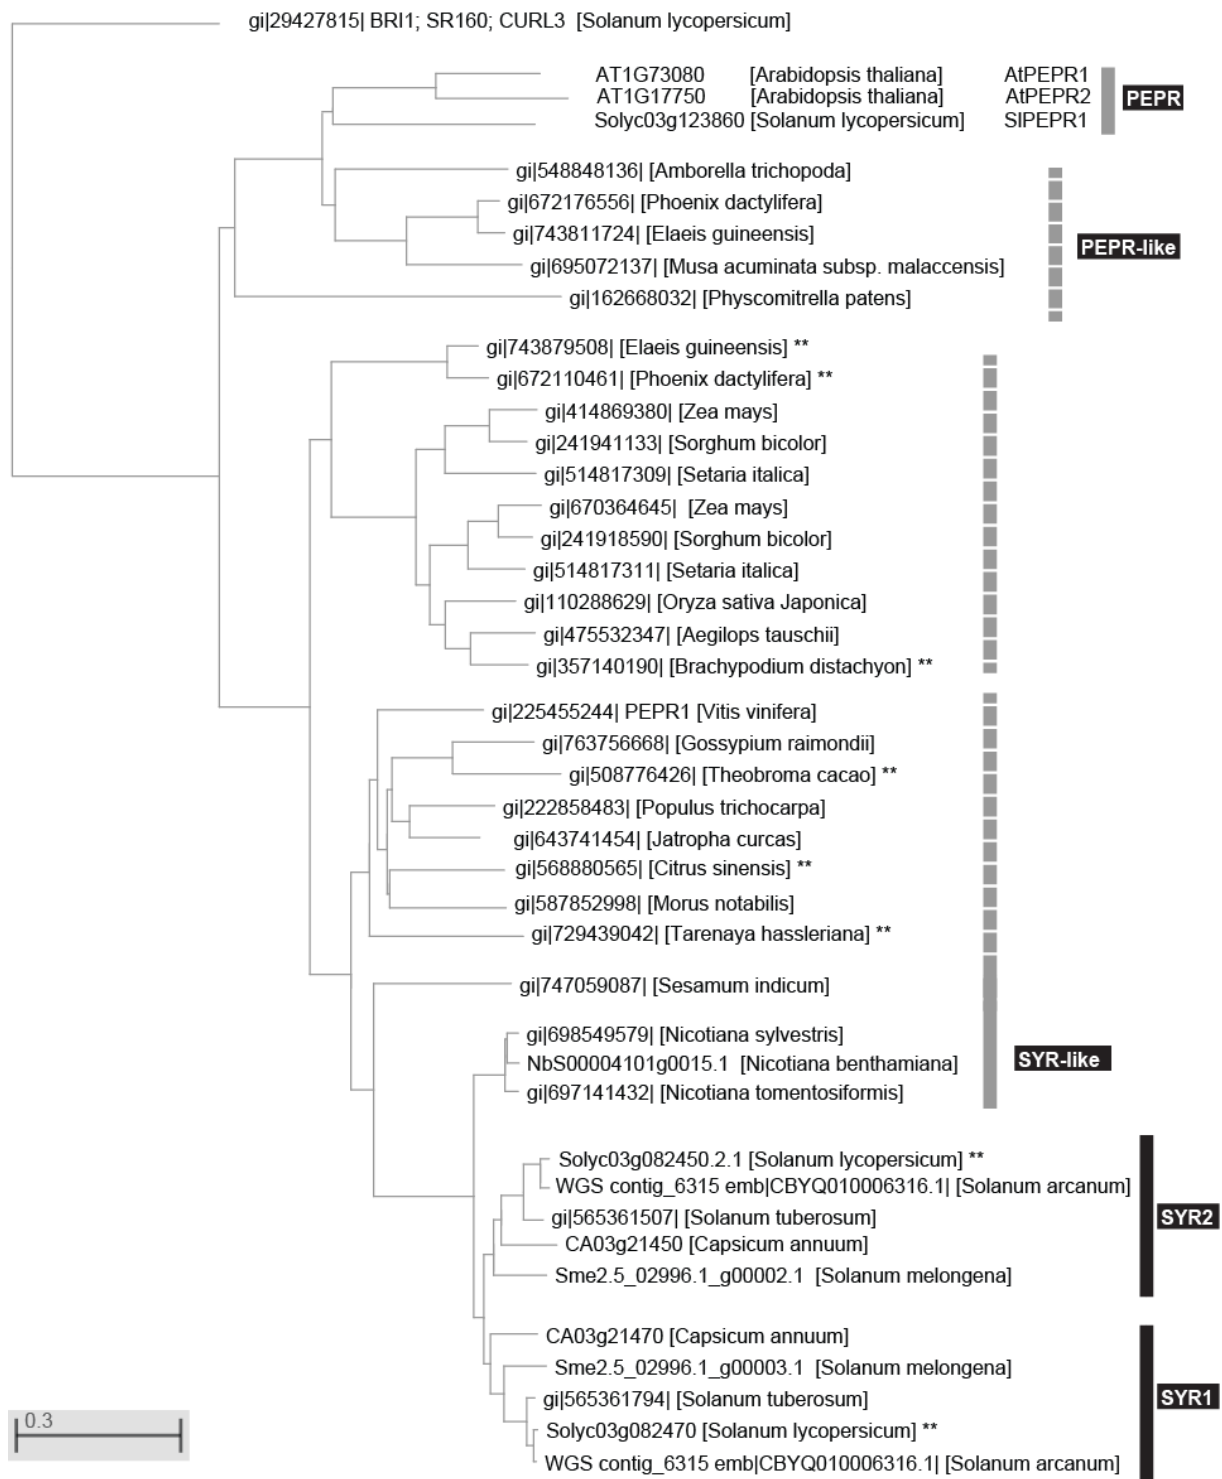 gi|29427815| BRI1; SR160; CURL3 [Solanum lycopersicum]
AT1G73080 [Arabidopsis thaliana] AtPEPR1
AT1G17750 [Arabidopsis thaliana] AtPEPR2
PEPR
Solyc03g123860 [Solanum lycopersicum] SlPEPR1
gi|548848136| [Amborella trichopoda]
gi|672176556| [Phoenix dactylifera]
gi|743811724| [Elaeis guineensis]
PEPR-like
gi|695072137| [Musa acuminata subsp. malaccensis]
gi|162668032| [Physcomitrella patens]
gi|743879508| [Elaeis guineensis] **
gi|672110461| [Phoenix dactylifera] **
gi|414869380| [Zea mays]
gi|241941133| [Sorghum bicolor]
gi|514817309| [Setaria italica]
gi|670364645| [Zea mays]
gi|241918590| [Sorghum bicolor]
gi|514817311| [Setaria italica]
gi|110288629| [Oryza sativa Japonica]
gi|475532347| [Aegilops tauschii]
gi|357140190| [Brachypodium distachyon] **
gi|225455244| PEPR1 [Vitis vinifera]
gi|763756668| [Gossypium raimondii]
gi|508776426| [Theobroma cacao] **
gi|222858483| [Populus trichocarpa]
gi|643741454| [Jatropha curcas]
gi|568880565| [Citrus sinensis] **
gi|587852998| [Morus notabilis]
gi|729439042| [Tarenaya hassleriana] **
gi|747059087| [Sesamum indicum]
gi|698549579| [Nicotiana sylvestris]
NbS00004101g0015.1 [Nicotiana benthamiana]
SYR-like
gi|697141432| [Nicotiana tomentosiformis]
Solyc03g082450.2.1 [Solanum lycopersicum] **
WGS contig_6315 emb|CBYQ010006316.1| [Solanum arcanum]
gi|565361507| [Solanum tuberosum]
SYR2
CA03g21450 [Capsicum annuum]
Sme2.5_02996.1_g00002.1 [Solanum melongena]
CA03g21470 [Capsicum annuum]
Sme2.5_02996.1_g00003.1 [Solanum melongena]
gi|565361794| [Solanum tuberosum]
SYR1
0.3
Solyc03g082470 [Solanum lycopersicum] **
WGS contig_6315 emb|CBYQ010006316.1| [Solanum arcanum]